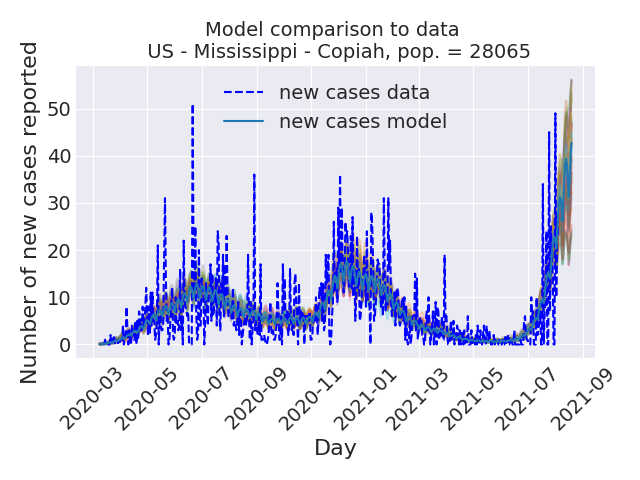 Model comparison to data
US - Mississippi - Copiah, pop. = 28065
new cases data
new cases model
Number of new cases reported
50
40
30
20
10
0
2020-03
2020-05
2020-07
2020-09
2020-11
2021-01
2021-03
2021-05
2021-07
2021-09
Day